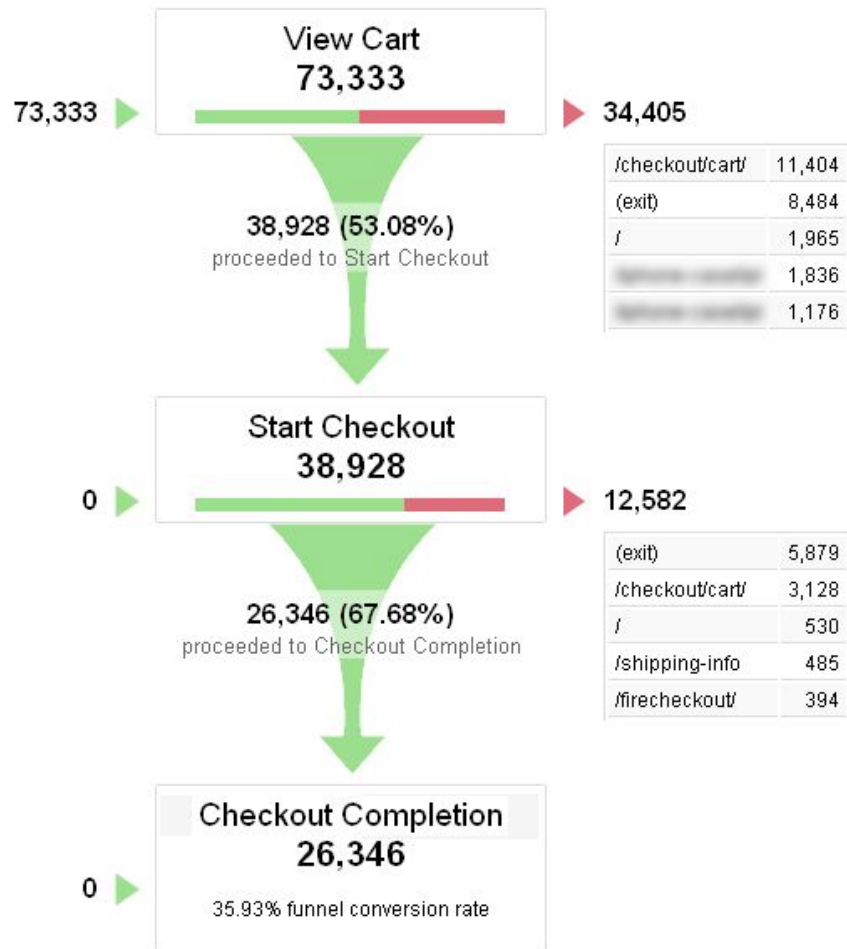 View Cart
73,333
73,333
34,405
/checkout/cart/ 11,404
(exit) 8,484
/ 1,965
1,836
1,176
38,928 (53.08%)
proceeded to Start Checkout
Start Checkout
38,928
0
12,582
(exit) 5,879
/checkout/cart/ 3,128
/ 530
/shipping-info 485
/firecheckout/ 394
26,346 (67.68%)
proceeded to Checkout Completion
Checkout Completion
26,346
0
35.93% funnel conversion rate